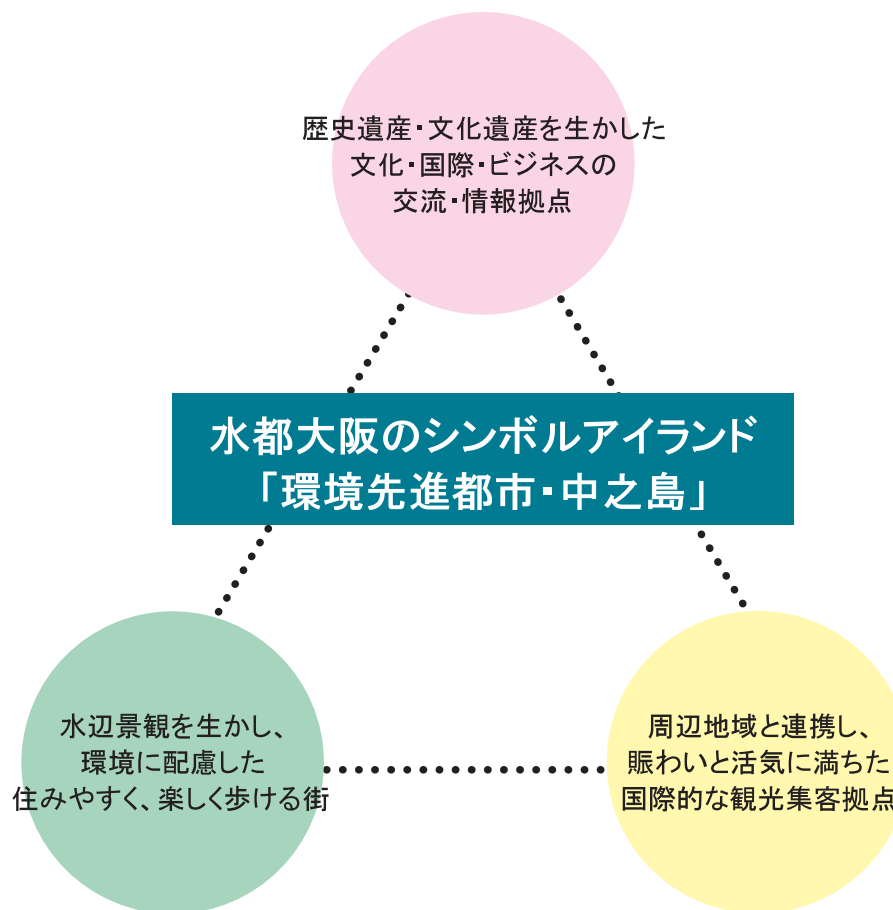 歴史遺産・文化遺産を生かした
文化・国際・ビジネスの
交流・情報拠点
水都大阪のシンボルアイランド
「環境先進都市・中之島」
水辺景観を生かし、
環境に配慮した
住みやすく、楽しく歩ける街
周辺地域と連携し、
賑わいと活気に満ちた
国際的な観光集客拠点